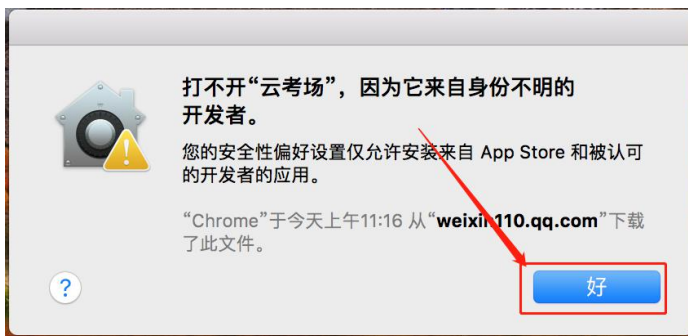 打不开“云考场”，因为它来自身份不明的
开发者。
您的安全性偏好设置仅允许安装来自 App Store 和被认可
的开发者的应用。
“Chrome”于今天上午11:16 从“weixin110.qq.com”下载
了此文件。
?
好